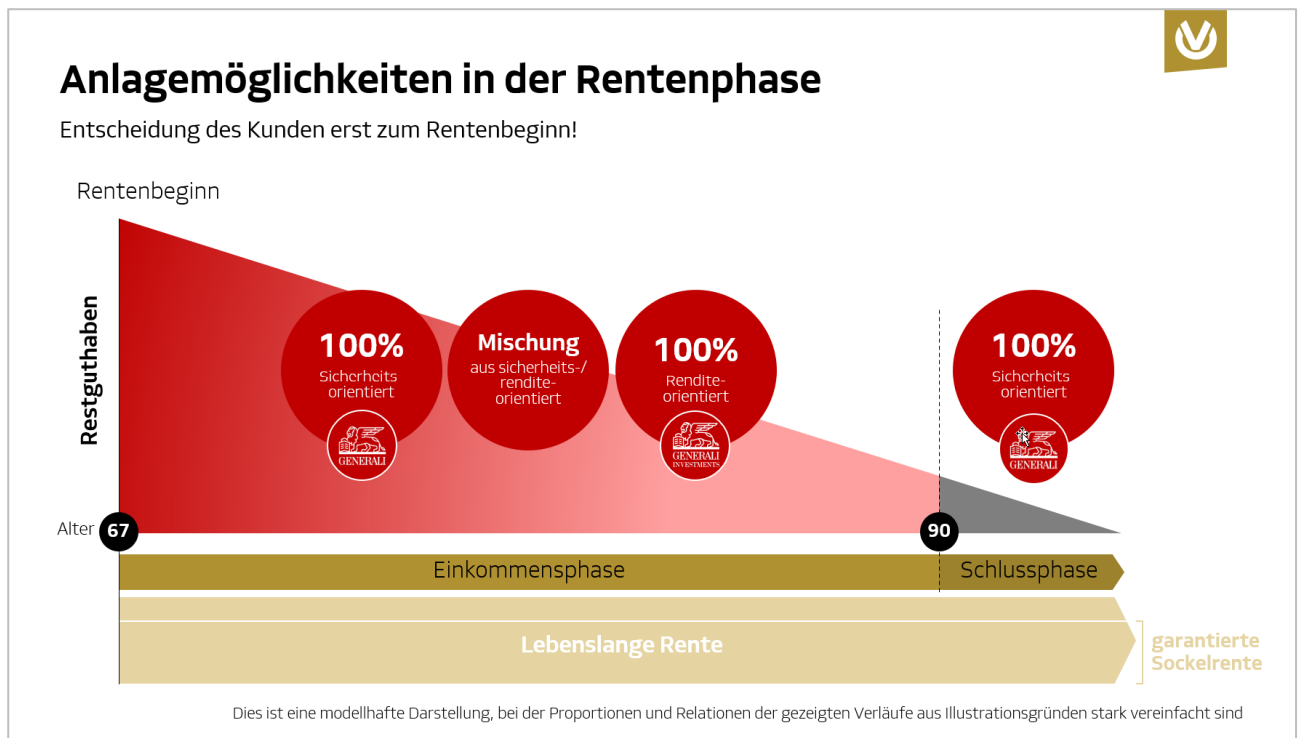 Anlagemöglichkeiten in der Rentenphase
Entscheidung des Kunden erst zum Rentenbeginn!
Rentenbeginn
Restguthaben
100%
Sicherheits
orientiert
GENERALI
Mischung
aus sicherheits-/
rendite-
orientiert
100%
Rendite-
orientiert
GENERALI
INVESTMENTS
100%
Sicherheits
orientiert
GENERALI
Alter
67
90
Einkommensphase
Schlussphase
Lebenslange Rente
garantierte
Sockelrente
Dies ist eine modellhafte Darstellung, bei der Proportionen und Relationen der gezeigten Verläufe aus Illustrationsgründen stark vereinfacht sind